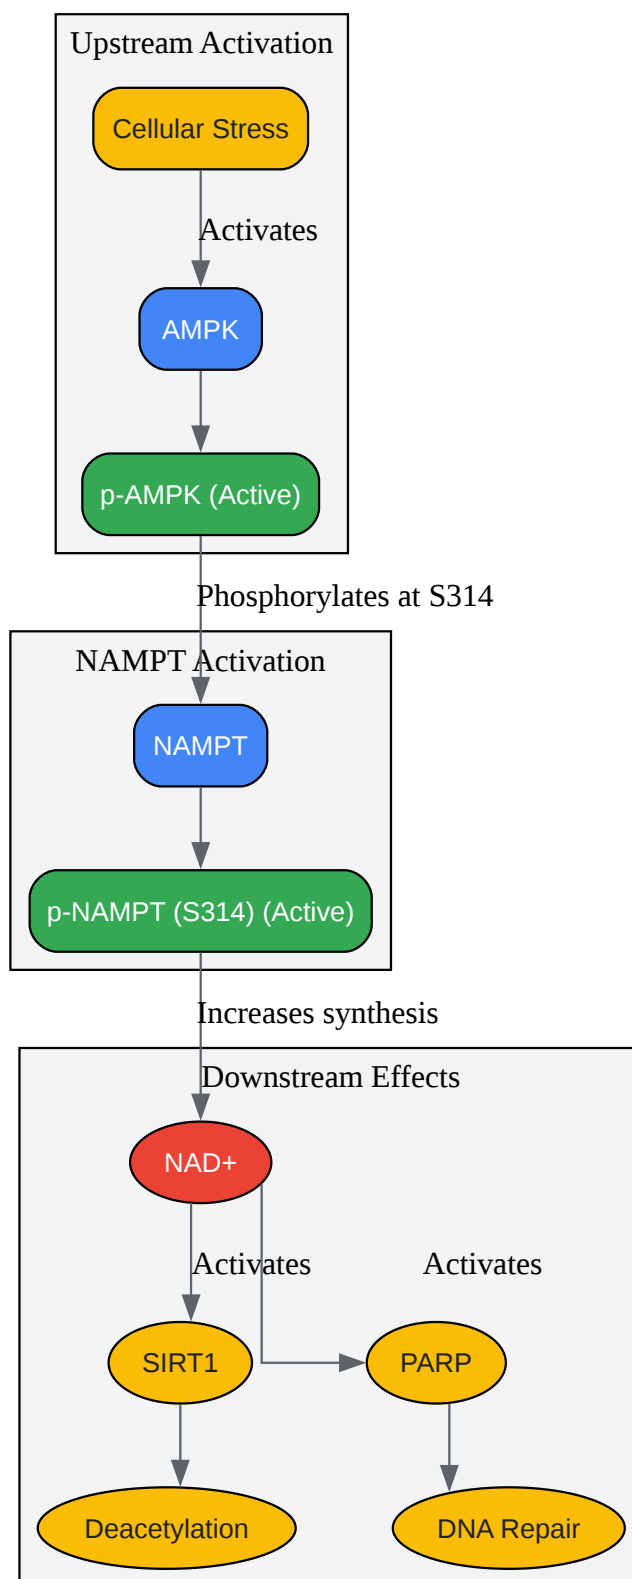 Upstream Activation
Cellular Stress
Activates
AMPK
p-AMPK (Active)
Phosphorylates at S314
NAMPT Activation
NAMPT
p-NAMPT (S314) (Active)
Increases synthesis
Downstream Effects
NAD+
Activates
Activates
SIRT1
PARP
Deacetylation
DNA Repair